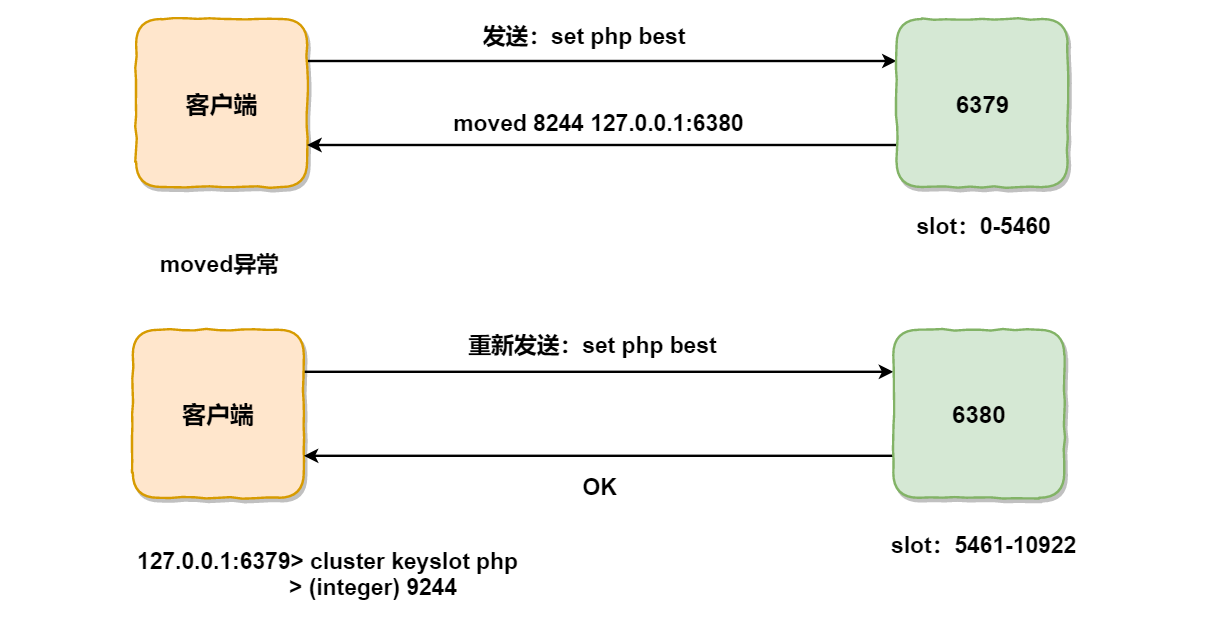 发送：set php best
客户端
6379
moved 8244 127.0.0.1:6380
slot：0-5460
moved异常
重新发送：set php best
客户端
6380
OK
slot：5461-10922
127.0.0.1:6379> cluster keyslot php
> (integer) 9244